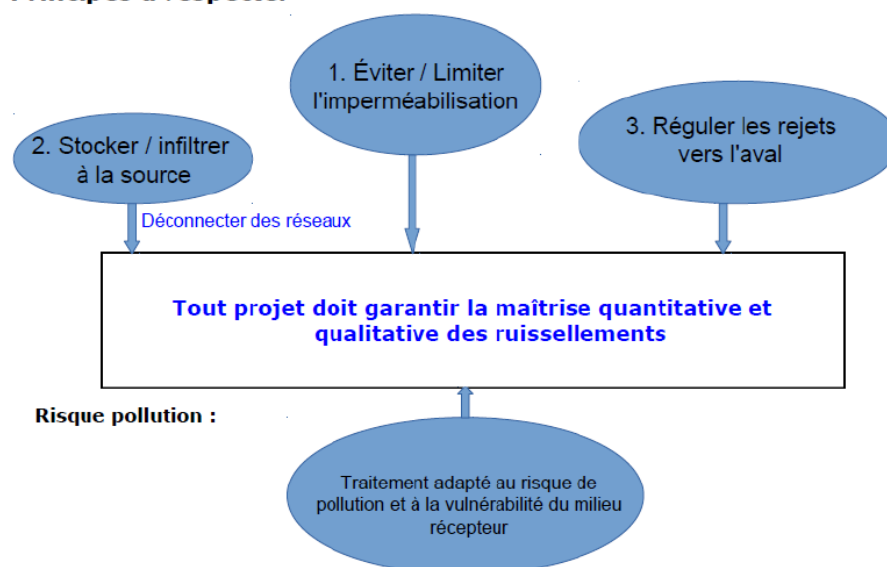 Principes à respecter
1. Éviter / Limiter
l'imperméabilisation
2. Stocker / infiltrer
à la source
3. Réguler les rejets
vers l'aval
Déconnecter des réseaux
Tout projet doit garantir la maîtrise quantitative et
qualitative des ruissellements
Risque pollution :
Traitement adapté au risque de
pollution et à la vulnérabilité du milieu
récepteur